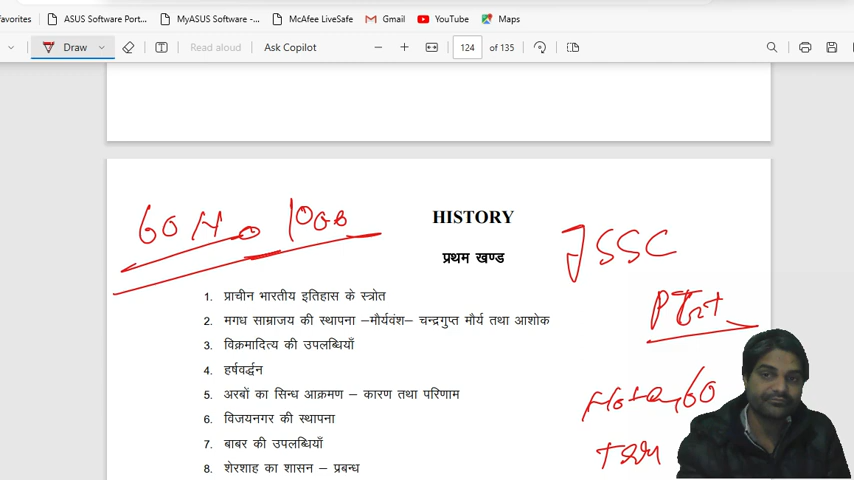 avorites ASUS Software Port... MyASUS Software -... McAfee LiveSafe Gmail YouTube Maps
Draw Read aloud Ask Copilot 124 of 135
HISTORY
60 N.
JSSC
प्रथम खण्ड
1. प्राचीन भारतीय इतिहास के स्त्रोत
2. मगध साम्राजय की स्थापना –मौर्यवंश– चन्द्रगुप्त मौर्य तथा आशोक
3. विक्रमादित्य की उपलब्धियाँ
4. हर्षवर्द्धन
5. अरबों का सिन्ध आक्रमण – कारण तथा परिणाम
6. विजयनगर की स्थापना
60
7. बाबर की उपलब्धियाँ
8. शेरशाह का शासन – प्रबन्ध